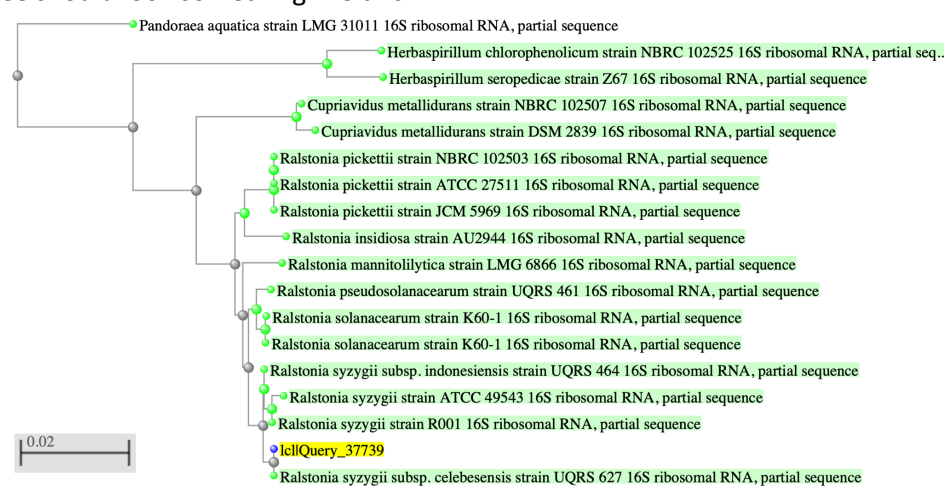 Pandoraea aquatica strain LMG 31011 16S ribosomal RNA, partial sequence
Herbaspirillum chlorophenolicum strain NBRC 102525 16S ribosomal RNA, partial seq...
Herbaspirillum seropedicae strain Z67 16S ribosomal RNA, partial sequence
Cupriavidus metallidurans strain NBRC 102507 16S ribosomal RNA, partial sequence
Cupriavidus metallidurans strain DSM 2839 16S ribosomal RNA, partial sequence
Ralstonia pickettii strain NBRC 102503 16S ribosomal RNA, partial sequence
Ralstonia pickettii strain ATCC 27511 16S ribosomal RNA, partial sequence
Ralstonia pickettii strain JCM 5969 16S ribosomal RNA, partial sequence
Ralstonia insidiosa strain AU2944 16S ribosomal RNA, partial sequence
Ralstonia mannitolilytica strain LMG 6866 16S ribosomal RNA, partial sequence
Ralstonia pseudosolanacearum strain UQRS 461 16S ribosomal RNA, partial sequence
Ralstonia solanacearum strain K60-1 16S ribosomal RNA, partial sequence
Ralstonia solanacearum strain K60-1 16S ribosomal RNA, partial sequence
Ralstonia syzygii subsp. indonesiensis strain UQRS 464 16S ribosomal RNA, partial sequence
Ralstonia syzygii strain ATCC 49543 16S ribosomal RNA, partial sequence
Ralstonia syzygii strain R001 16S ribosomal RNA, partial sequence
lcl|Query_37739
Ralstonia syzygii subsp. celebesensis strain UQRS 627 16S ribosomal RNA, partial sequence
0.02